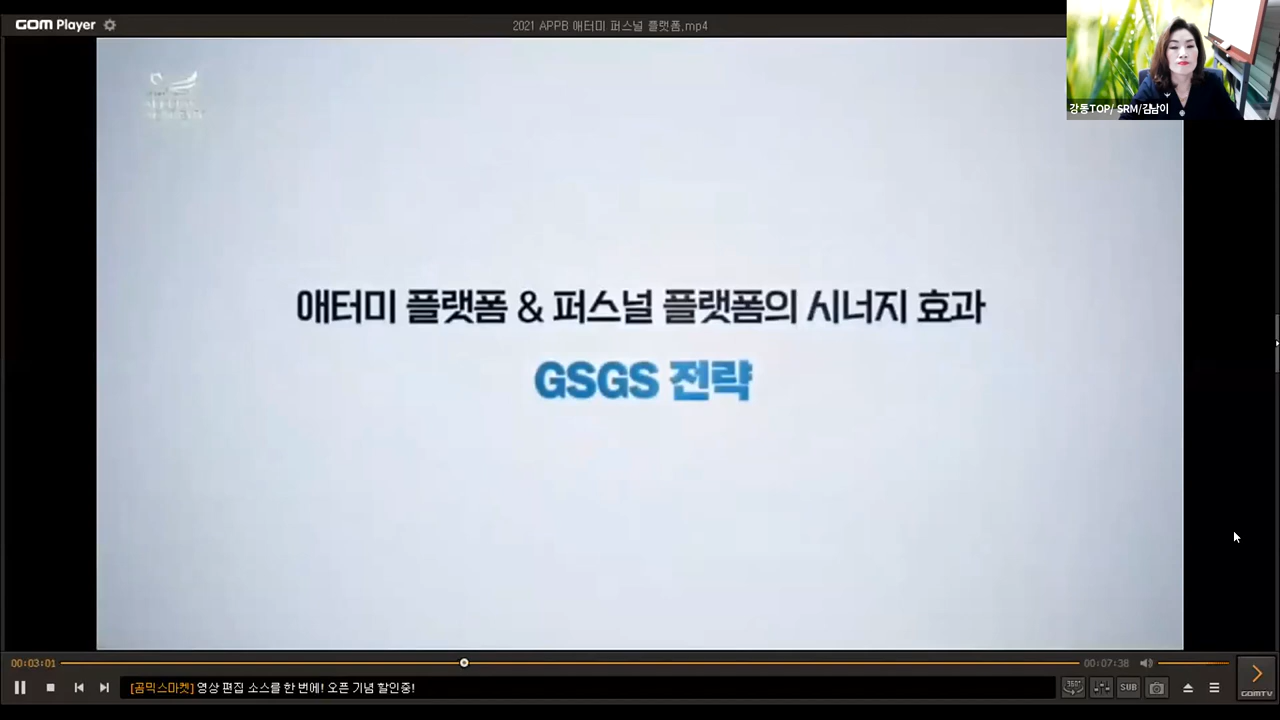 GOM Player
2021 APPB 애터미 퍼스널 플랫폼.mp4
강동TOP/ SRM/김남이
애터미 플랫폼 & 퍼스널 플랫폼의 시너지 효과
GSGS 전략
00:03:01
00:07:38
[곰믹스마켓] 영상 편집 소스를 한 번에! 오픈 기념 할인중!
360°
SUB
GOMTV